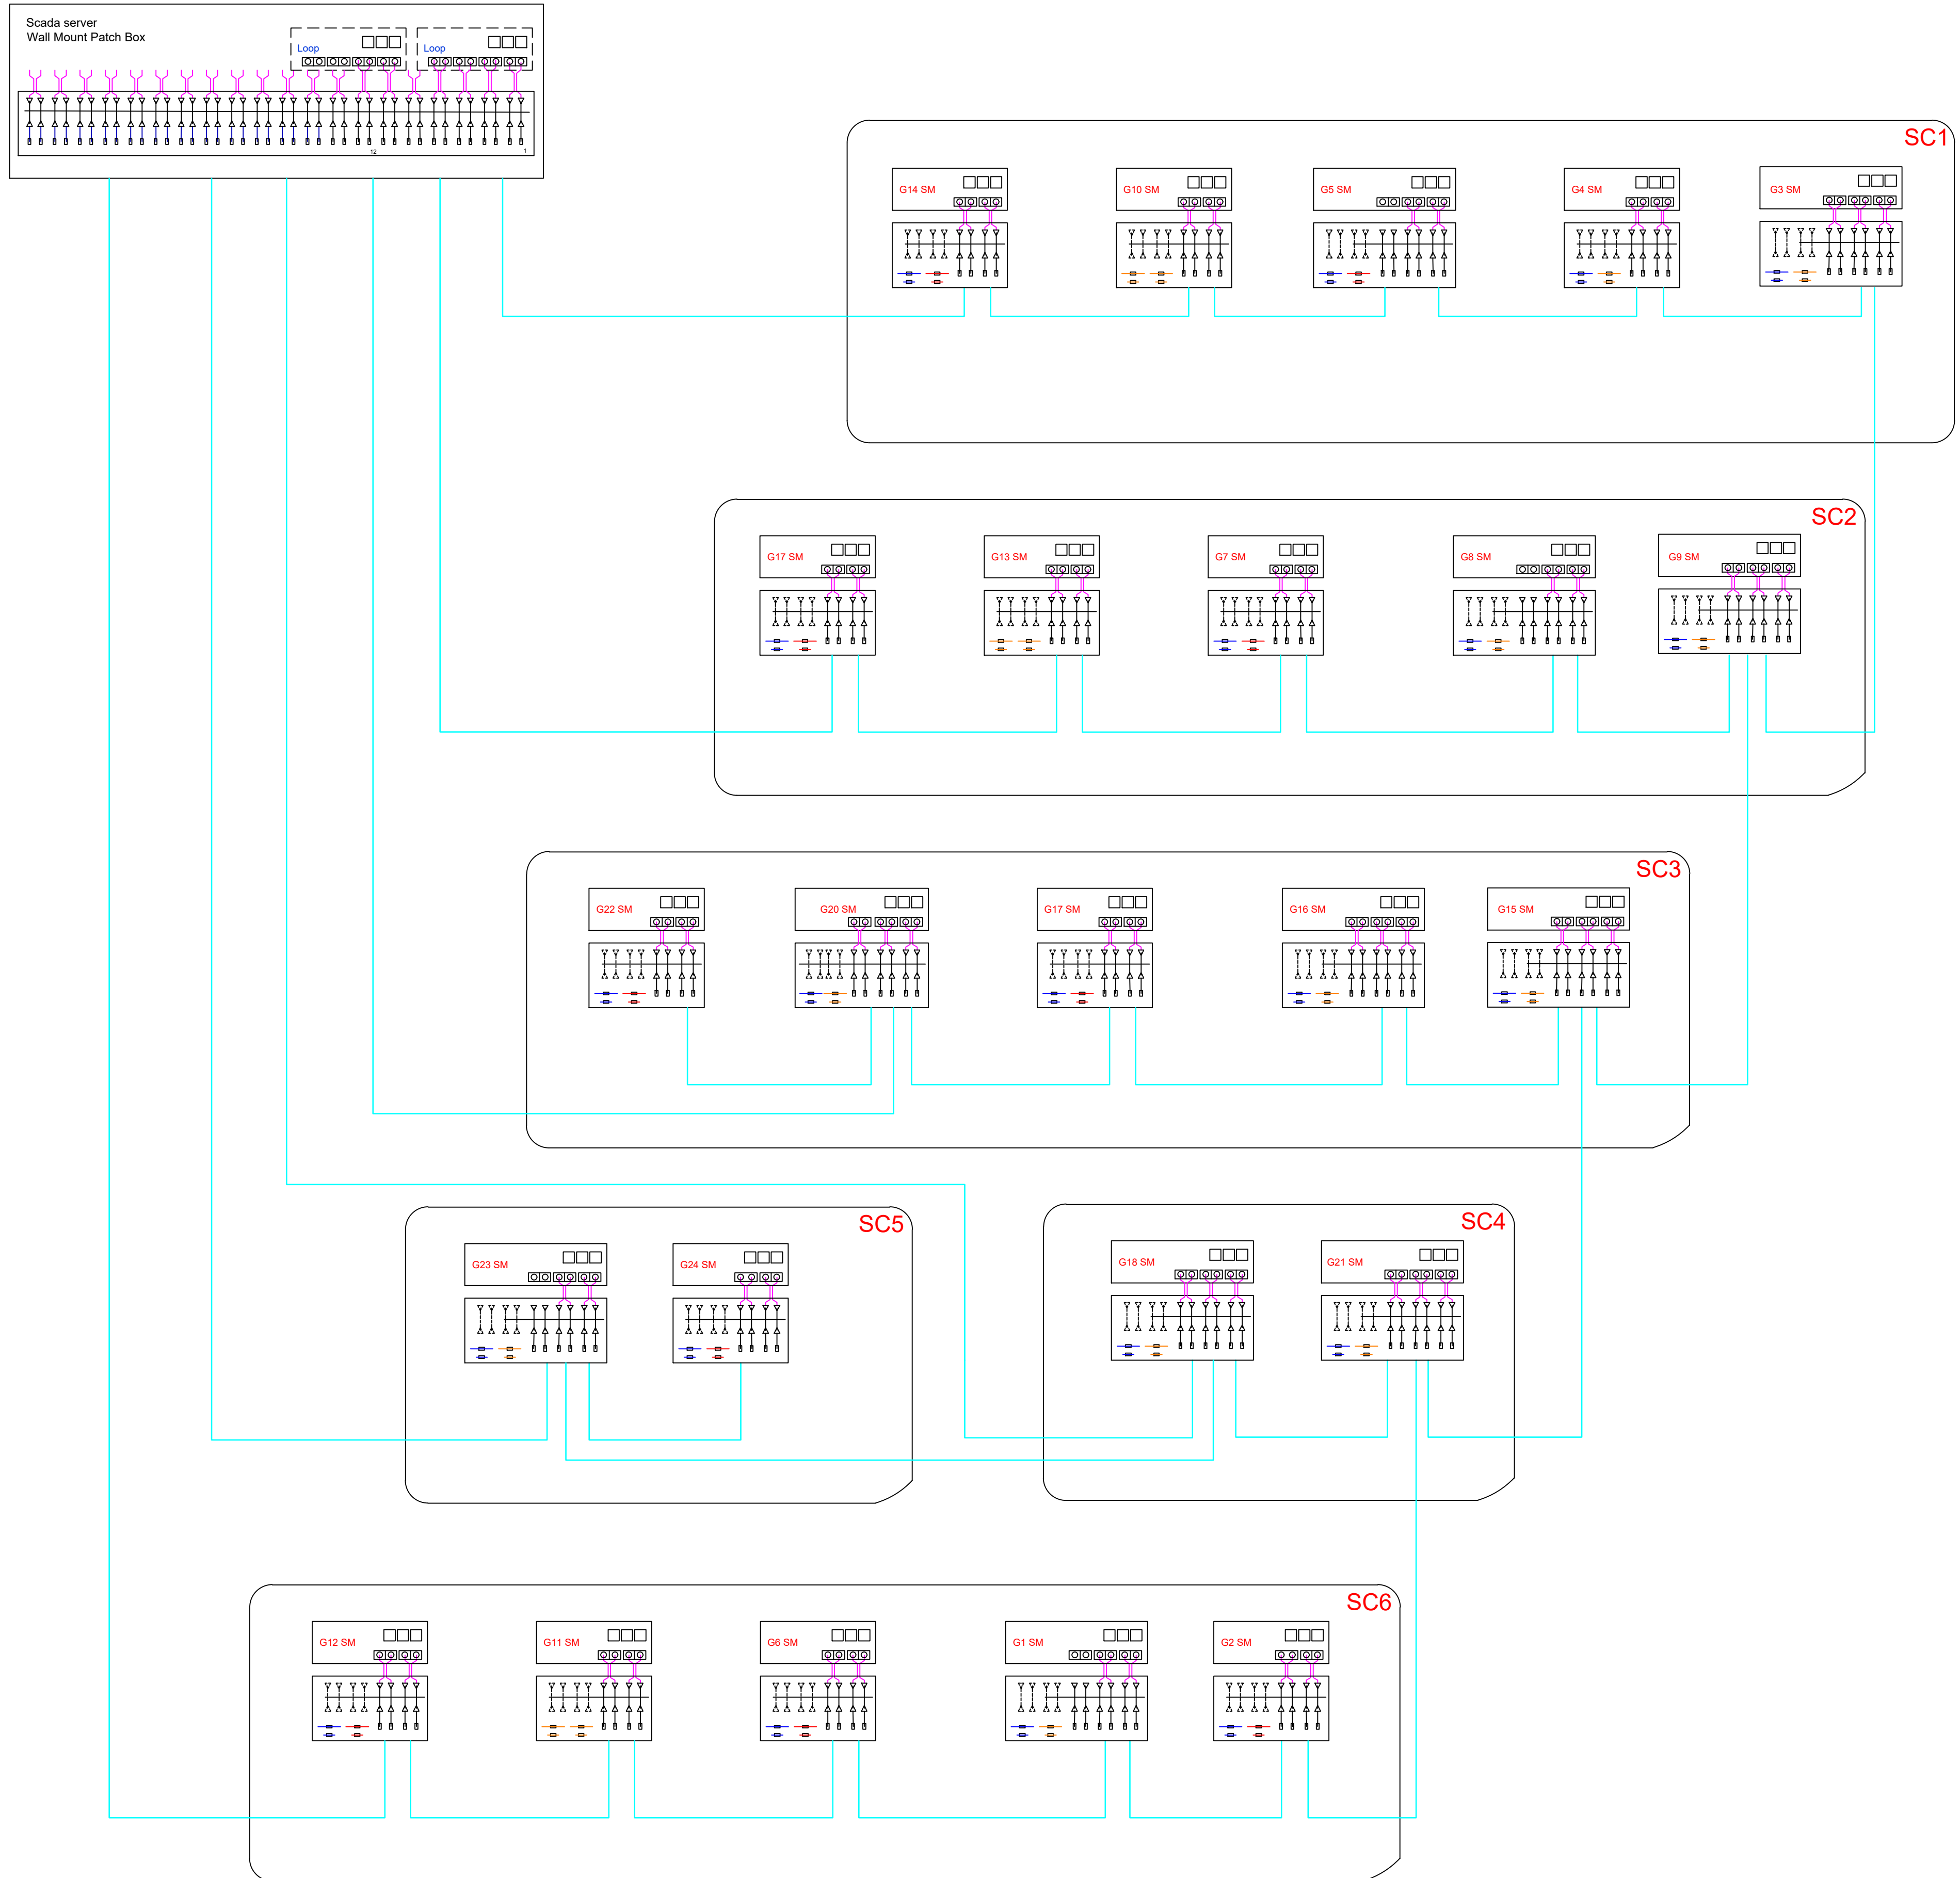 Scada server
Wall Mount Patch Box
Loop
Loop
12
1
SC1
G14 SM
G10 SM
G5 SM
G4 SM
G3 SM
SC2
G17 SM
G13 SM
G7 SM
G8 SM
G9 SM
SC3
G22 SM
G20 SM
G17 SM
G16 SM
G15 SM
SC5
G23 SM
G24 SM
SC4
G18 SM
G21 SM
SC6
G12 SM
G11 SM
G6 SM
G1 SM
G2 SM